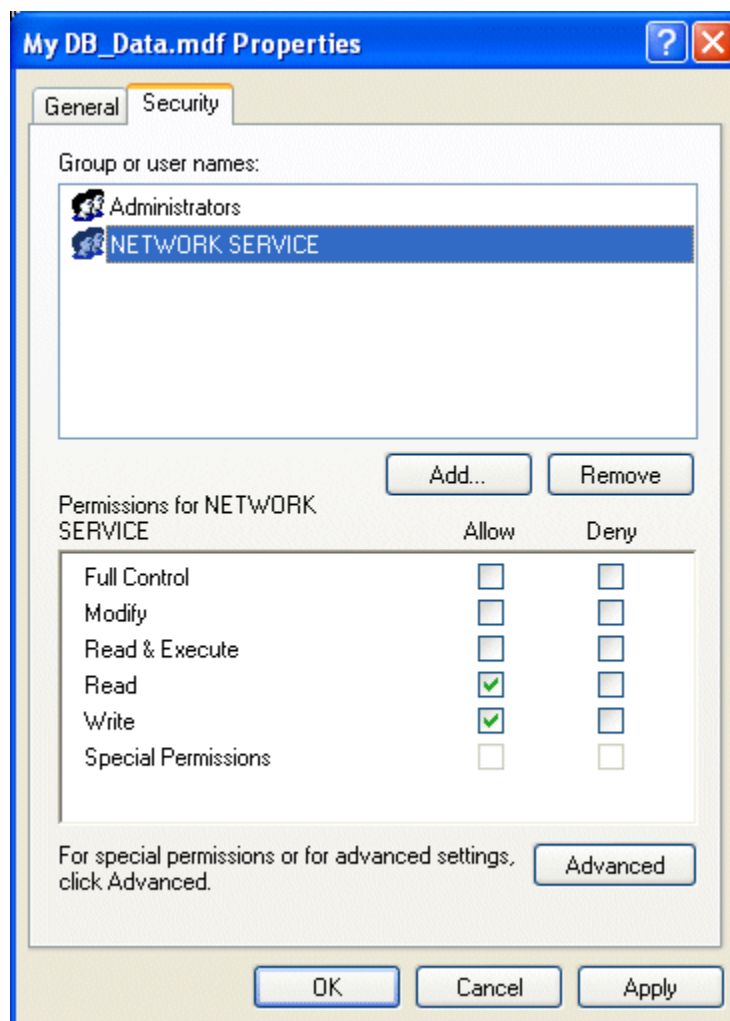 My DB_Data.mdf Properties
General Security
Group or user names:
Administrators
NETWORK SERVICE
Add... Remove
Permissions for NETWORK
SERVICE Allow Deny
Full Control
Modify
Read & Execute
Read
Write
Special Permissions
For special permissions or for advanced settings,
click Advanced.
Advanced
OK Cancel Apply